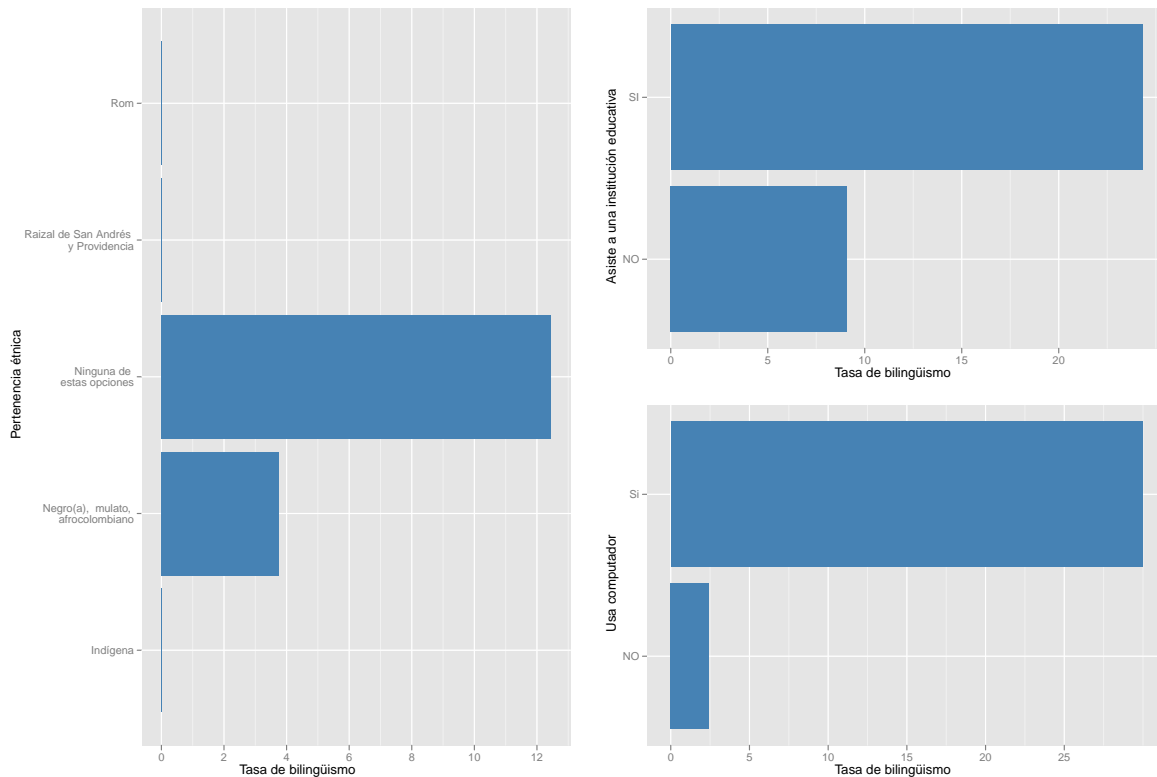 Pertenencia étnica
Rom
Raizal de San Andrés
y Providencia
Ninguna de
estas opciones
Negro(a), mulato,
afrocolombiano
Indígena
0 2 4 6 8 10 12
Tasa de bilingüismo
Asiste a una institución educativa
SI
NO
0 5 10 15 20
Tasa de bilingüismo
Usa computador
Si
NO
0 5 10 15 20 25
Tasa de bilingüismo